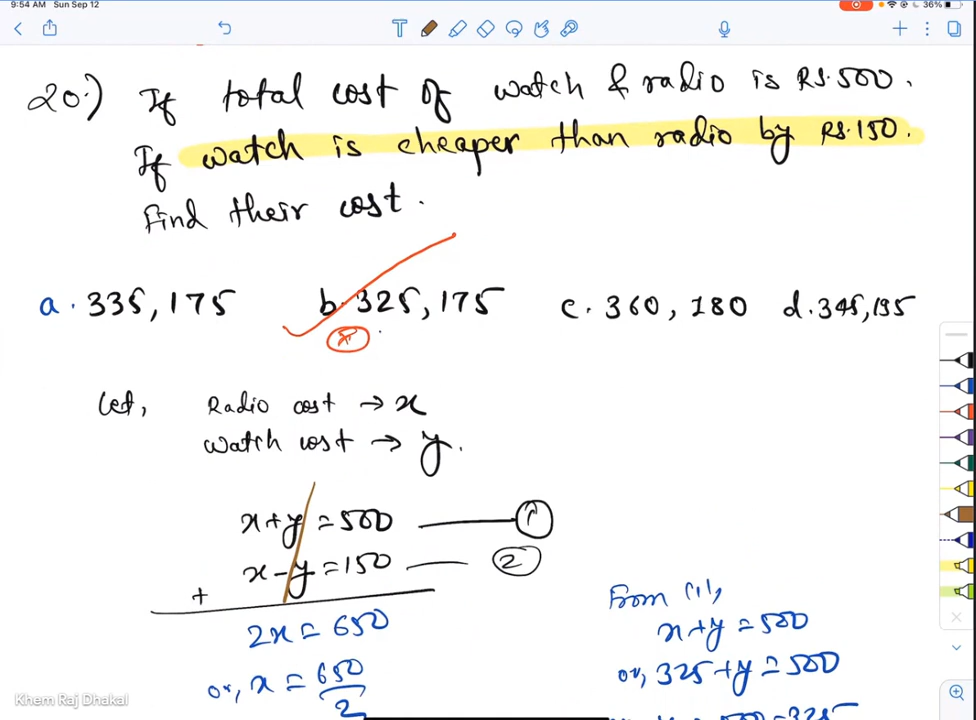 9:54 AM Sun Sep 12
36%
20.) If total cost of watch & radio is Rs.500.
If watch is cheaper than radio by Rs.150.
Find their cost.
a. 335, 175 b. 325, 175 c. 360, 180 d. 345, 195
Let, Radio cost → x
Watch cost → y.
x+y = 500 ——— 1
x-y = 150 —— 2
+
2x = 650
or, x = 650/2
From (1),
x+y = 500
or, 325+y = 500
Khem Raj Dhakal